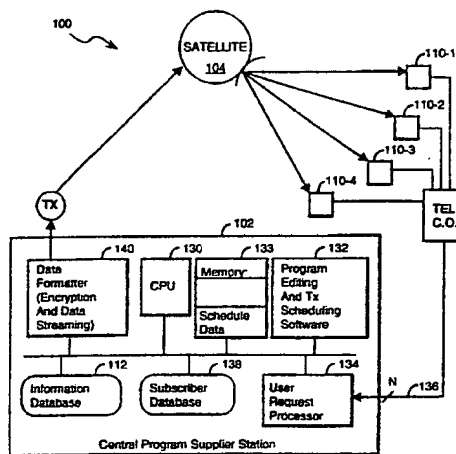 100
SATELLITE
104
110-1
110-2
110-3
110-4
TX
TEL
C.O.
102
140
Data
Formatter
(Encryption
And Data
Streaming)
130
CPU
133
Memory
Schedule
Data
132
Program
Editing
And Tx
Scheduling
Software
112
Information
Database
138
Subscriber
Database
134
User
Request
Processor
N
136
Central Program Supplier Station